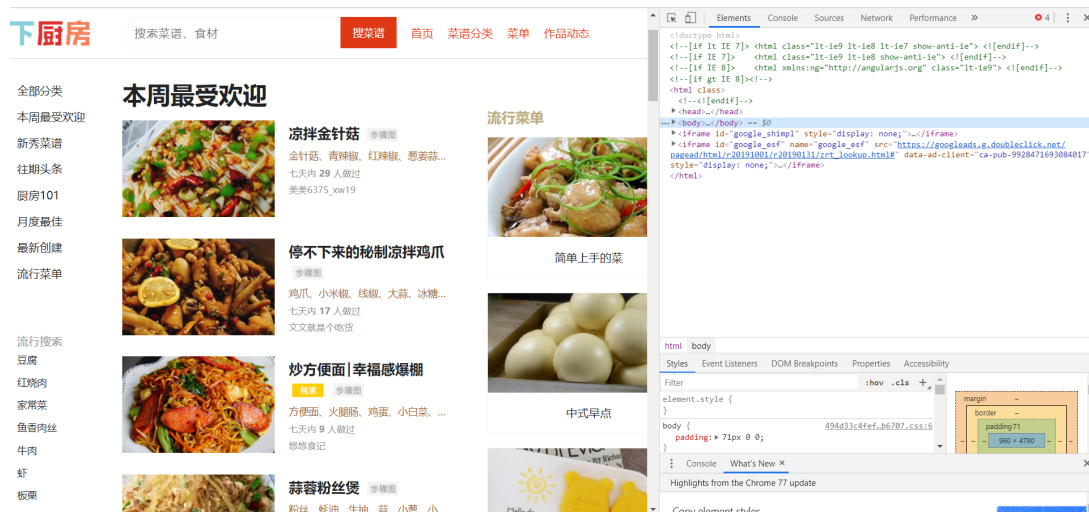 下厨房
搜索菜谱、食材
搜菜谱
首页 菜谱分类 菜单 作品动态
全部分类
本周最受欢迎
新秀菜谱
往期头条
厨房101
月度最佳
最新创建
流行菜单
流行搜索
豆腐
红烧肉
家常菜
鱼香肉丝
牛肉
虾
板栗
本周最受欢迎
凉拌金针菇 步骤图
金针菇、青辣椒、红辣椒、葱姜蒜...
七天内 29 人做过
美美6375_xw19
停不下来的秘制凉拌鸡爪
步骤图
鸡爪、小米椒、线椒、大蒜、冰糖...
七天内 17 人做过
文文就是个吃货
炒方便面|幸福感爆棚
独家 步骤图
方便面、火腿肠、鸡蛋、小白菜、...
七天内 9 人做过
悠悠食记
蒜蓉粉丝煲 步骤图
粉丝、蚝油、生抽、蒜、小葱、小
流行菜单
简单上手的菜
中式早点
Elements Console Sources Network Performance » 4
<!doctype html>
<!--[if lt IE 7]> <html class="lt-ie9 lt-ie8 lt-ie7 show-anti-ie"> <![endif]-->
<!--[if IE 7]> <html class="lt-ie9 lt-ie8 show-anti-ie"> <![endif]-->
<!--[if IE 8]> <html xmlns:ng="http://angularjs.org" class="lt-ie9"> <![endif]-->
<!--[if gt IE 8]><!-->
<html class>
<!--<![endif]-->
<head>…</head>
<body>…</body> == $0
<iframe id="google_shimpl" style="display: none;">…</iframe>
<iframe id="google_esf" name="google_esf" src="https://googleads.g.doubleclick.net/
pagead/html/r20191001/r20190131/zrt_lookup.html#" data-ad-client="ca-pub-9928471693084017"
style="display: none;">…</iframe>
</html>
html body
Styles Event Listeners DOM Breakpoints Properties Accessibility
Filter :hov .cls +
element.style {
}
body { 494d33c4fef…b6707.css:6
padding: 71px 0 0;
}
margin –
border –
padding71
960 × 4790
Console What's New ×
Highlights from the Chrome 77 update
Copy element styles